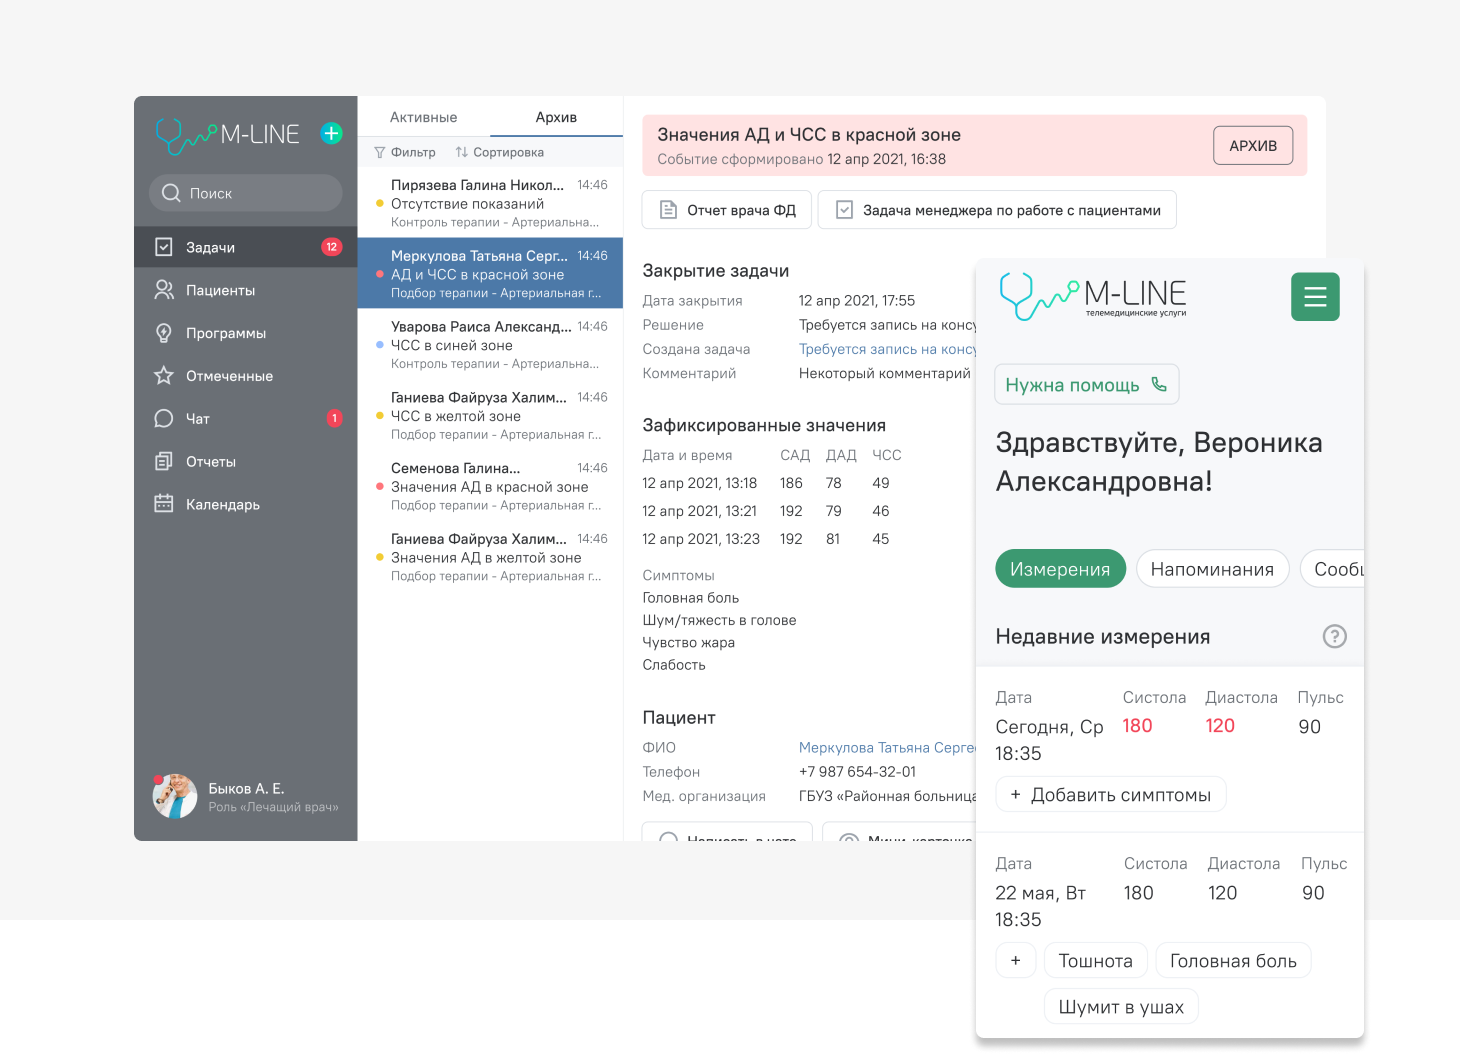 M-LINE
Поиск
Задачи 12
Пациенты
Программы
Отмеченные
Чат 1
Отчеты
Календарь
Быков А. Е.
Роль «Лечащий врач»
Активные Архив
Фильтр Сортировка
Пирязева Галина Никол... 14:46
Отсутствие показаний
Контроль терапии - Артериальна...
Меркулова Татьяна Серг... 14:46
АД и ЧСС в красной зоне
Подбор терапии - Артериальная г...
Уварова Раиса Александ... 14:46
ЧСС в синей зоне
Контроль терапии - Артериальна...
Ганиева Файруза Халим... 14:46
ЧСС в желтой зоне
Подбор терапии - Артериальная г...
Семенова Галина... 14:46
Значения АД в красной зоне
Подбор терапии - Артериальная г...
Ганиева Файруза Халим... 14:46
Значения АД в желтой зоне
Подбор терапии - Артериальная г...
Значения АД и ЧСС в красной зоне
Событие сформировано 12 апр 2021, 16:38
АРХИВ
Отчет врача ФД
Задача менеджера по работе с пациентами
Закрытие задачи
Дата закрытия 12 апр 2021, 17:55
Решение Требуется запись на конс
Создана задача Требуется запись на конс
Комментарий Некоторый комментарий
Зафиксированные значения
Дата и время САД ДАД ЧСС
12 апр 2021, 13:18 186 78 49
12 апр 2021, 13:21 192 79 46
12 апр 2021, 13:23 192 81 45
Симптомы
Головная боль
Шум/тяжесть в голове
Чувство жара
Слабость
Пациент
ФИО Меркулова Татьяна Серге
Телефон +7 987 654-32-01
Мед. организация ГБУЗ «Районная больница
Написать в чате Мини-карточка
M-LINE
телемедицинские услуги
Нужна помощь
Здравствуйте, Вероника
Александровна!
Измерения Напоминания Сооб
Недавние измерения ?
Дата Систола Диастола Пульс
Сегодня, Ср 180 120 90
18:35
+ Добавить симптомы
Дата Систола Диастола Пульс
22 мая, Вт 180 120 90
18:35
+ Тошнота Головная боль
Шумит в ушах